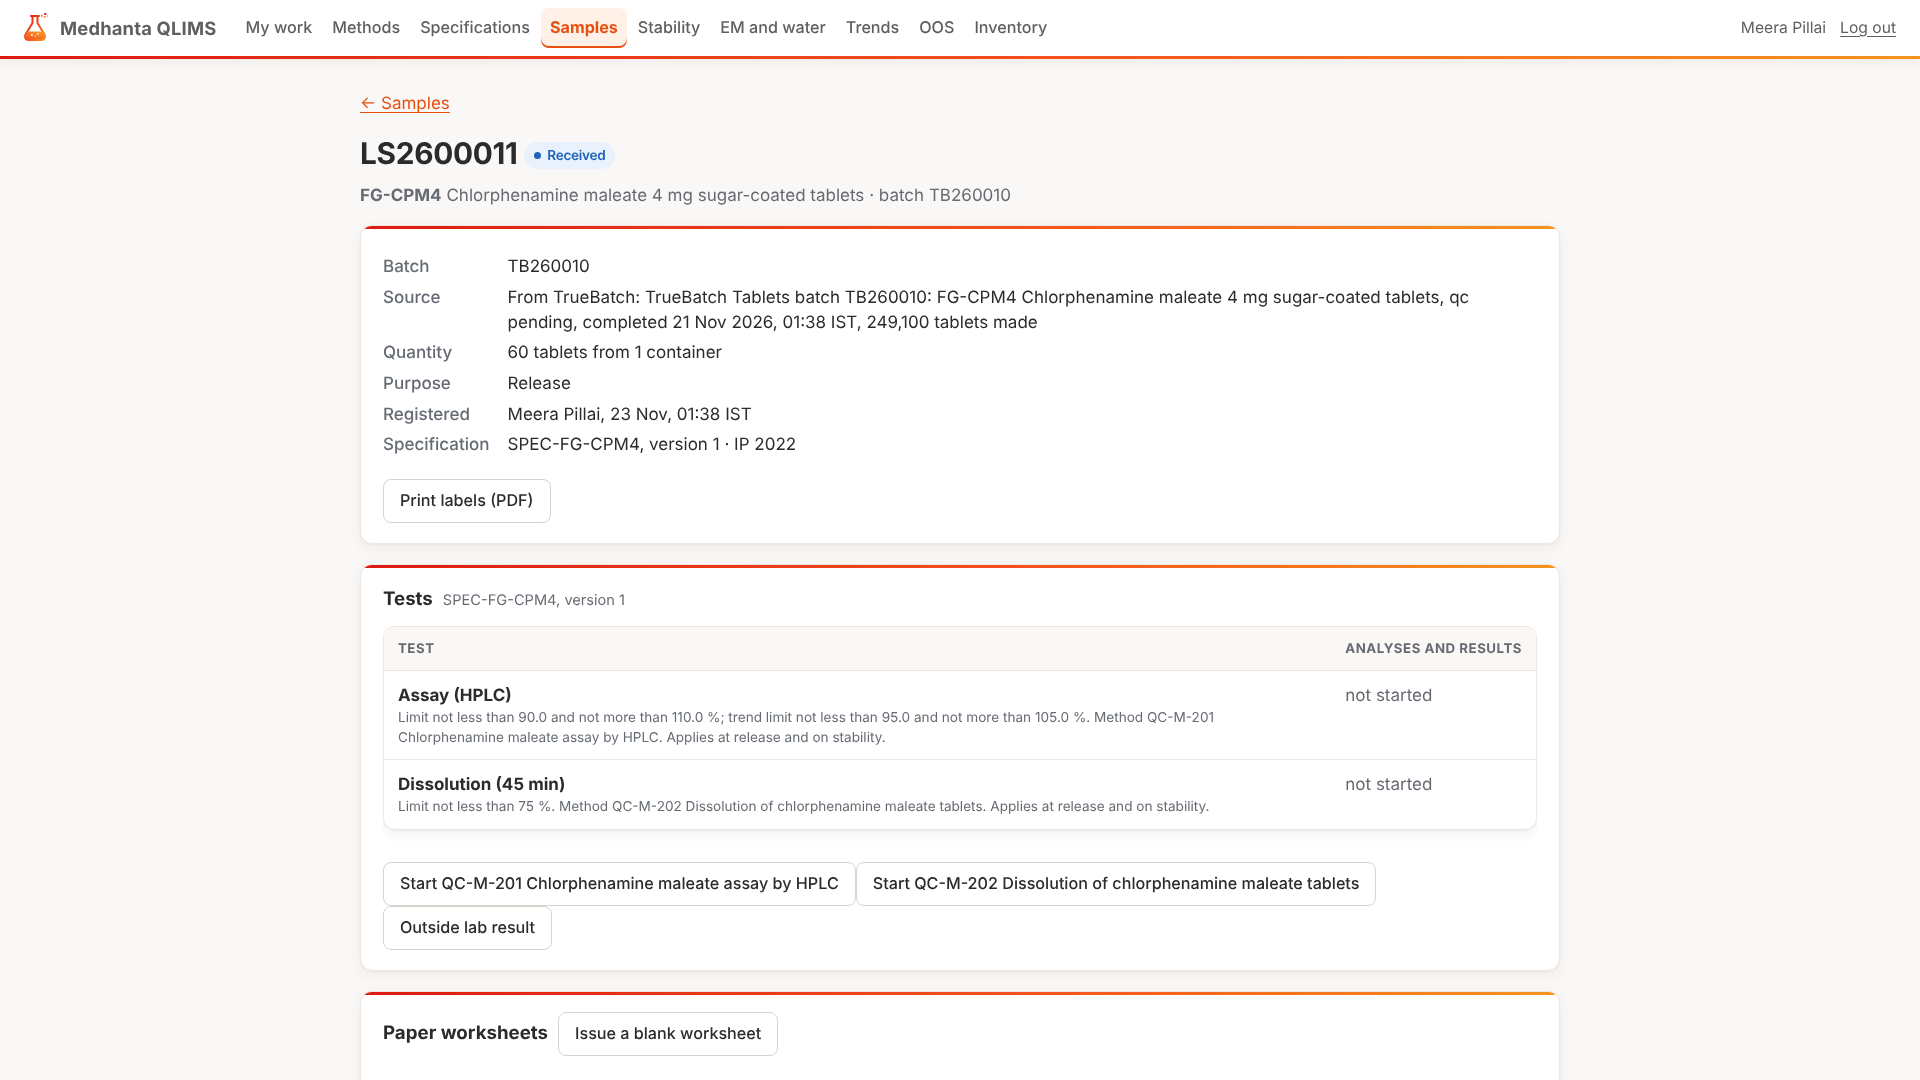 Medhanta QLIMS
My work
Methods
Specifications
Samples
Stability
EM and water
Trends
OOS
Inventory
Meera Pillai
Log out
← Samples
LS2600011
Received
FG-CPM4 Chlorphenamine maleate 4 mg sugar-coated tablets · batch TB260010
Batch TB260010
Source From TrueBatch: TrueBatch Tablets batch TB260010: FG-CPM4 Chlorphenamine maleate 4 mg sugar-coated tablets, qc
pending, completed 21 Nov 2026, 01:38 IST, 249,100 tablets made
Quantity 60 tablets from 1 container
Purpose Release
Registered Meera Pillai, 23 Nov, 01:38 IST
Specification SPEC-FG-CPM4, version 1 · IP 2022
Print labels (PDF)
Tests SPEC-FG-CPM4, version 1
TEST ANALYSES AND RESULTS
Assay (HPLC) not started
Limit not less than 90.0 and not more than 110.0 %; trend limit not less than 95.0 and not more than 105.0 %. Method QC-M-201
Chlorphenamine maleate assay by HPLC. Applies at release and on stability.
Dissolution (45 min) not started
Limit not less than 75 %. Method QC-M-202 Dissolution of chlorphenamine maleate tablets. Applies at release and on stability.
Start QC-M-201 Chlorphenamine maleate assay by HPLC
Start QC-M-202 Dissolution of chlorphenamine maleate tablets
Outside lab result
Paper worksheets
Issue a blank worksheet